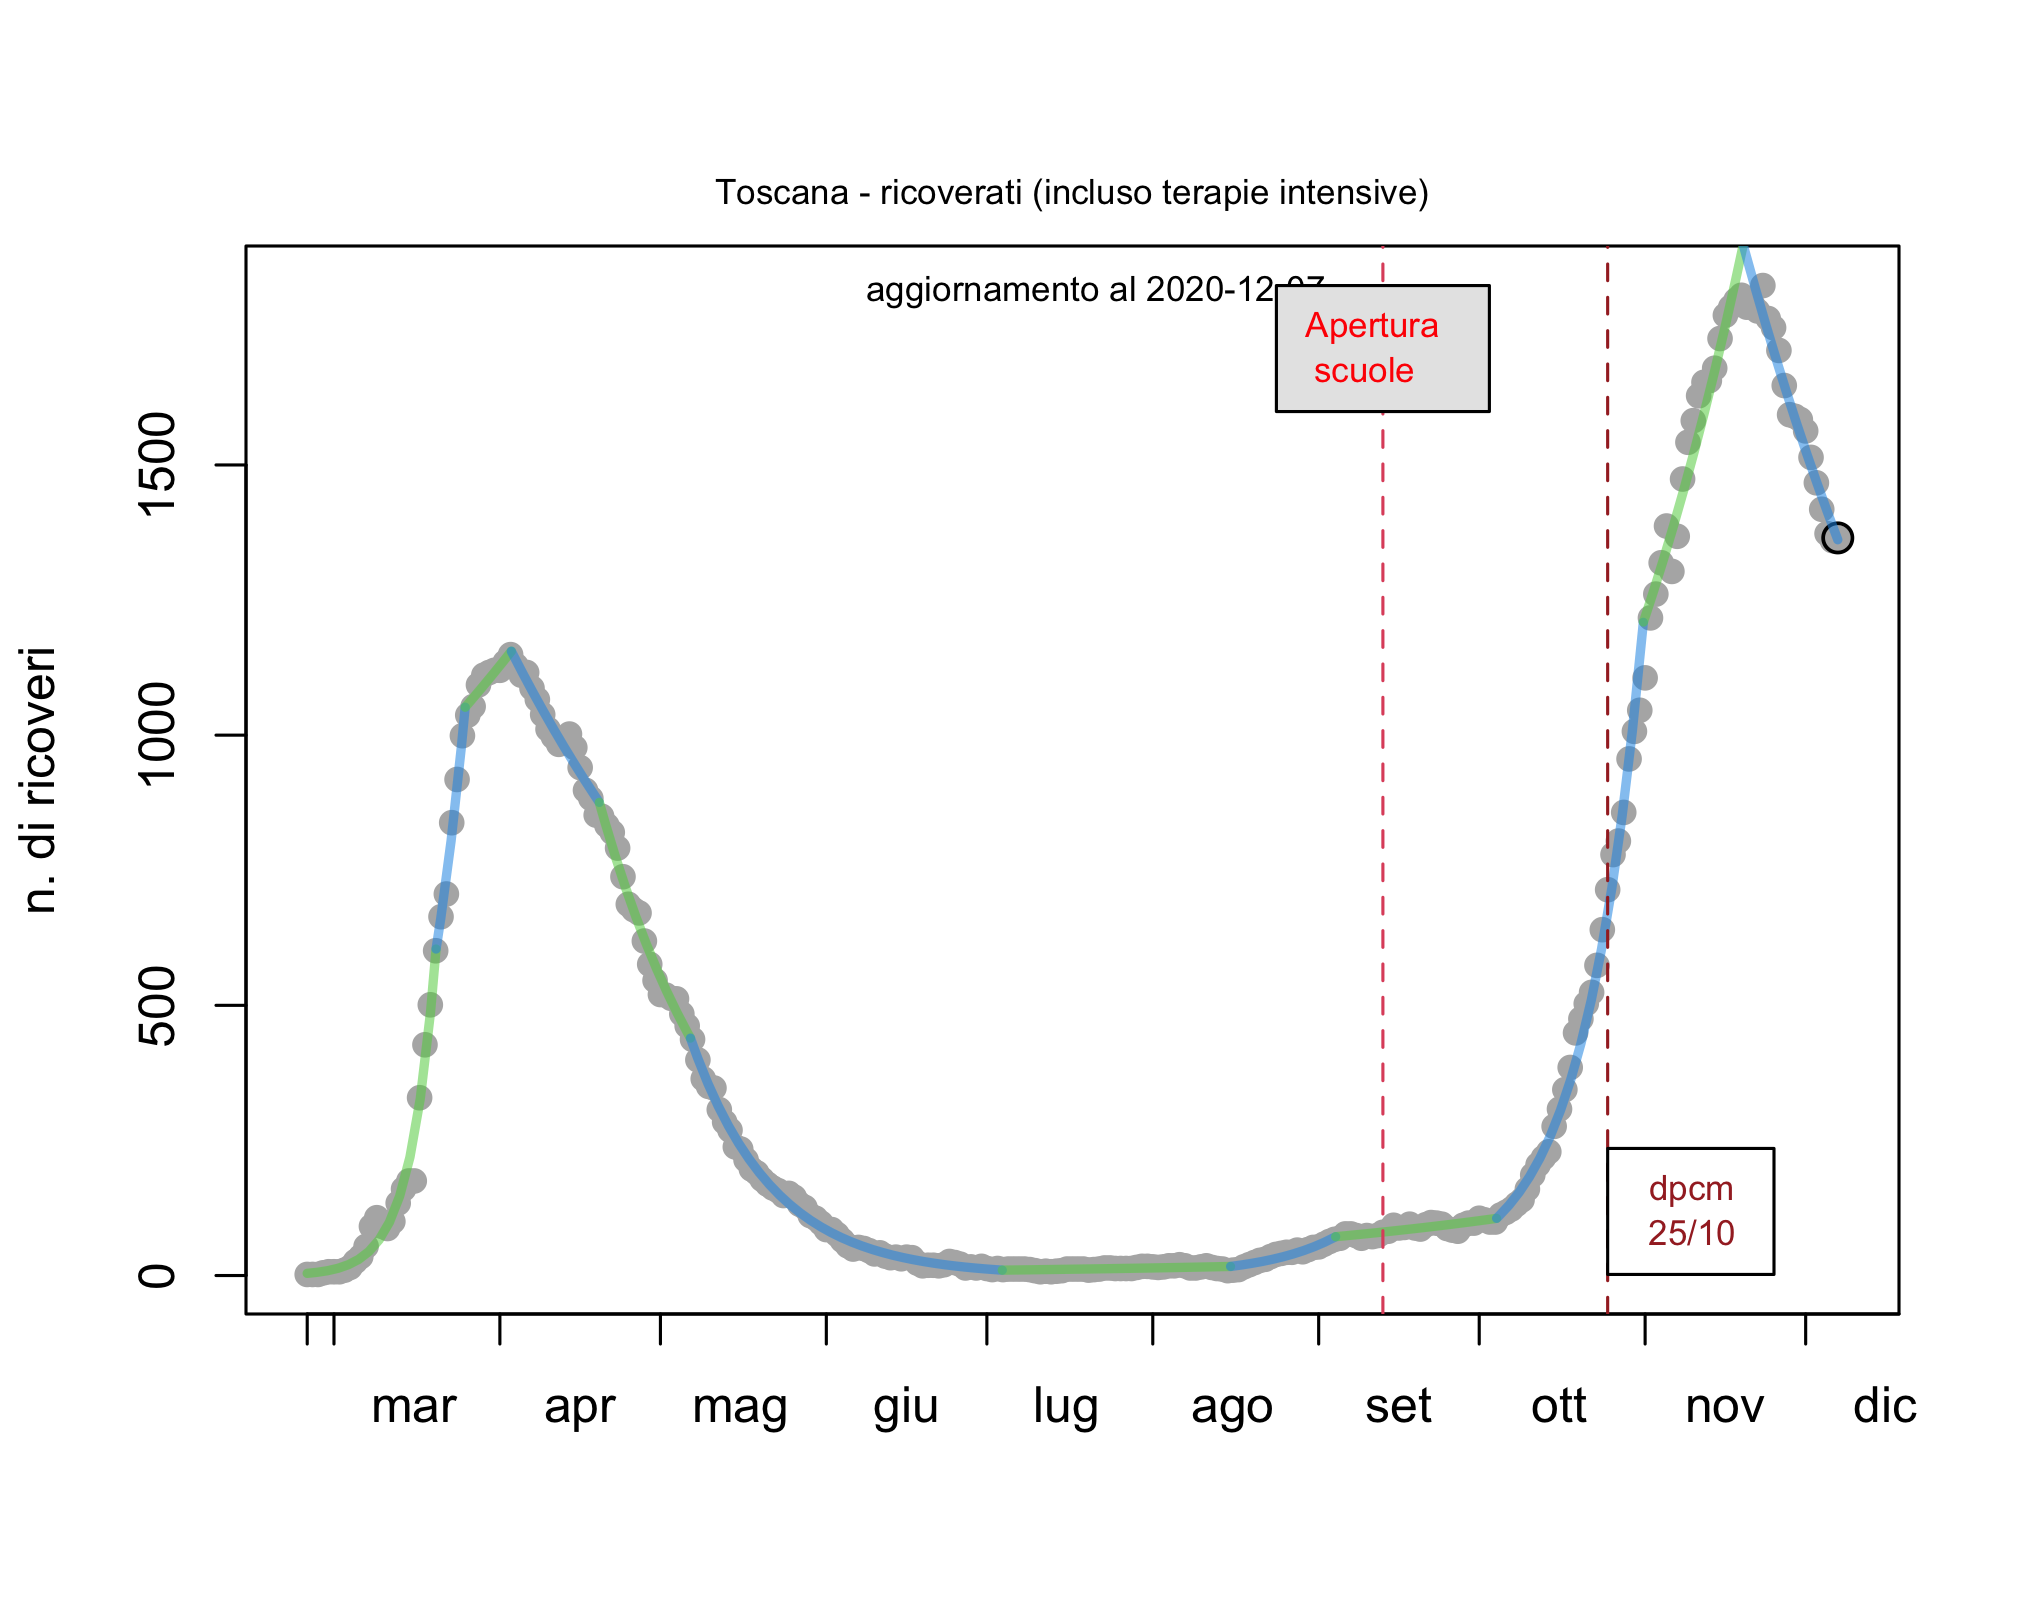 Toscana - ricoverati (incluso terapie intensive)
aggiornamento al 2020-12-07
Apertura
scuole
n. di ricoveri
1500
1000
500
0
dpcm
25/10
mar apr mag giu lug ago set ott nov dic